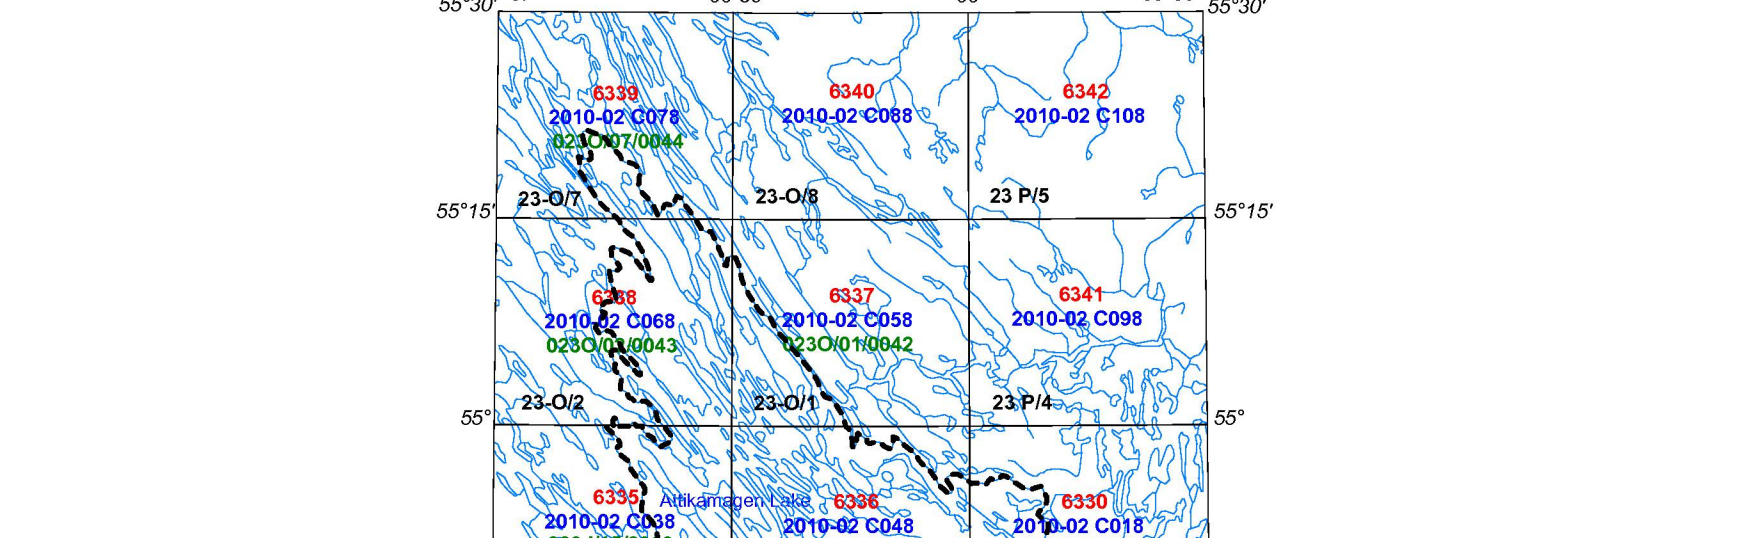 55°30'
55°30'
6339
2010-02 C078
023O/07/0044
6340
2010-02 C088
6342
2010-02 C108
23-O/7
23-O/8
23 P/5
55°15'
55°15'
6338
2010-02 C068
023O/02/0043
6337
2010-02 C058
023O/01/0042
6341
2010-02 C098
23-O/2
23-O/1
23 P/4
55°
55°
6335
2010-02 C038
Attikamagen Lake
6336
2010-02 C048
6330
2010-02 C018